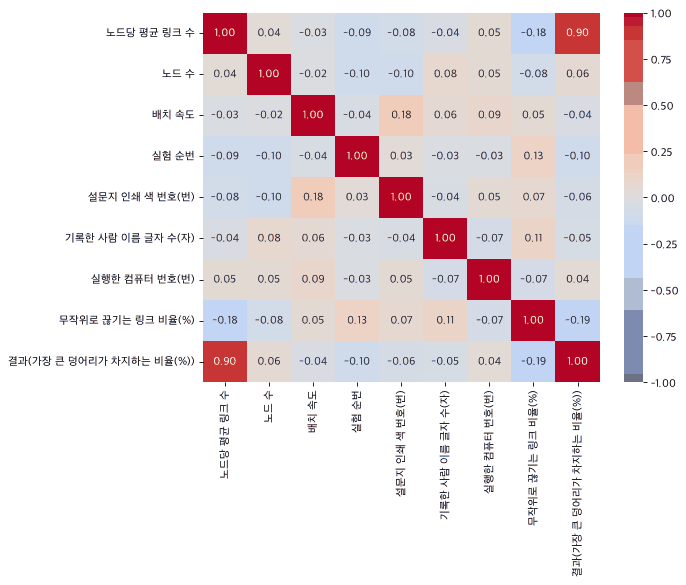 노드당 평균 링크 수 1.00 0.04 -0.03 -0.09 -0.08 -0.04 0.05 -0.18 0.90
노드 수 0.04 1.00 -0.02 -0.10 -0.10 0.08 0.05 -0.08 0.06
배치 속도 -0.03 -0.02 1.00 -0.04 0.18 0.06 0.09 0.05 -0.04
실험 순번 -0.09 -0.10 -0.04 1.00 0.03 -0.03 -0.03 0.13 -0.10
설문지 인쇄 색 번호(번) -0.08 -0.10 0.18 0.03 1.00 -0.04 0.05 0.07 -0.06
기록한 사람 이름 글자 수(자) -0.04 0.08 0.06 -0.03 -0.04 1.00 -0.07 0.11 -0.05
실행한 컴퓨터 번호(번) 0.05 0.05 0.09 -0.03 0.05 -0.07 1.00 -0.07 0.04
무작위로 끊기는 링크 비율(%) -0.18 -0.08 0.05 0.13 0.07 0.11 -0.07 1.00 -0.19
결과(가장 큰 덩어리가 차지하는 비율(%)) 0.90 0.06 -0.04 -0.10 -0.06 -0.05 0.04 -0.19 1.00
노드당 평균 링크 수
노드 수
배치 속도
실험 순번
설문지 인쇄 색 번호(번)
기록한 사람 이름 글자 수(자)
실행한 컴퓨터 번호(번)
무작위로 끊기는 링크 비율(%)
결과(가장 큰 덩어리가 차지하는 비율(%))
1.00
0.75
0.50
0.25
0.00
-0.25
-0.50
-0.75
-1.00